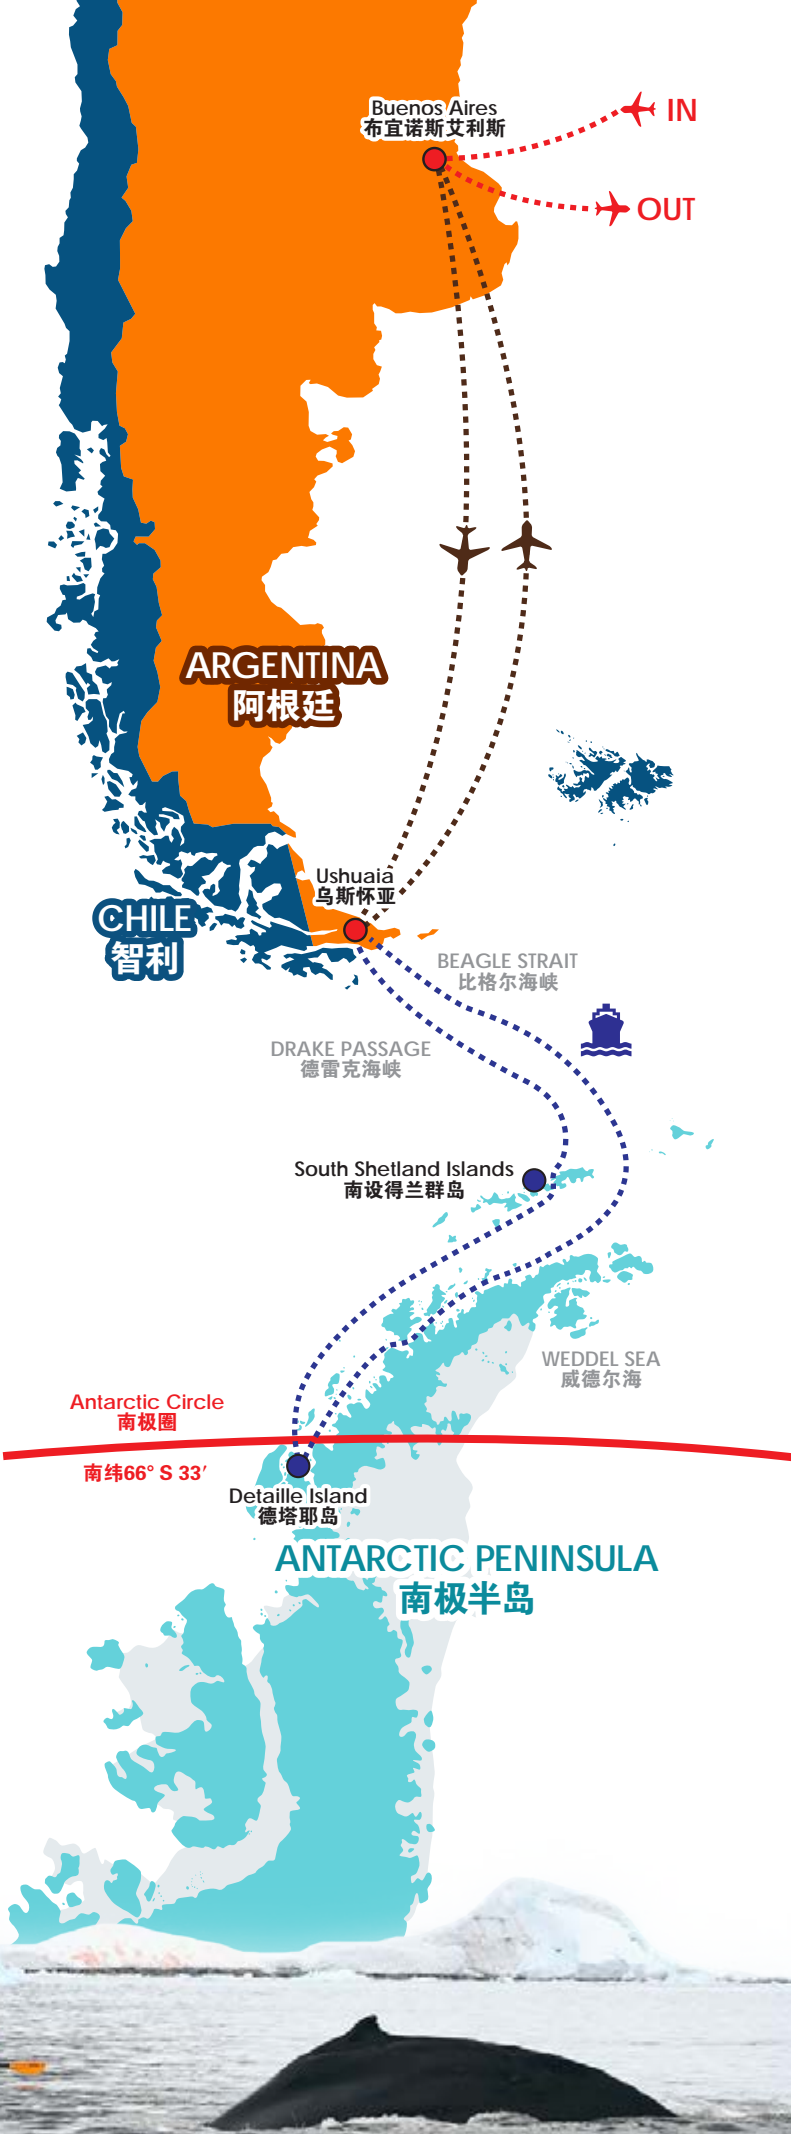 Buenos Aires
布宜诺斯艾利斯
IN
OUT
ARGENTINA
阿根廷
Ushuaia
乌斯怀亚
CHILE
智利
BEAGLE STRAIT
比格尔海峡
DRAKE PASSAGE
德雷克海峡
South Shetland Islands
南设得兰群岛
WEDDEL SEA
威德尔海
Antarctic Circle
南极圈
南纬66° S 33′
Detaille Island
德塔耶岛
ANTARCTIC PENINSULA
南极半岛